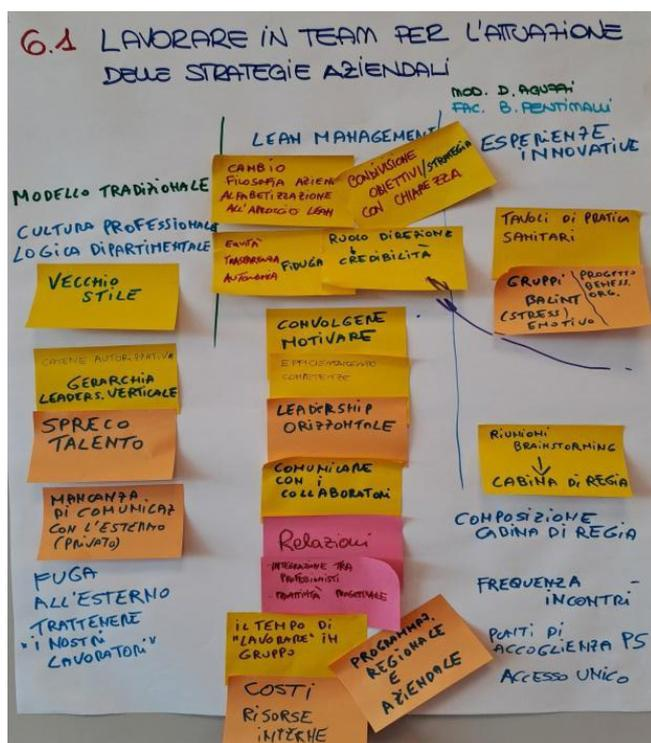 6.1 LAVORARE IN TEAM PER L'ATTUAZIONE
DELLE STRATEGIE AZIENDALI
MOD. D. AGUZZI
FAC. B. PENTIMALLI
MODELLO TRADIZIONALE
CULTURA PROFESSIONALE
LOGICA DIPARTIMENTALE
VECCHIO
STILE
CATENE AUTORITATIVA
GERARCHIA
LEADERS. VERTICALE
SPRECO
TALENTO
MANCANZA
DI COMUNICAZ
CON L'ESTERNO
(PRIVATO)
FUGA
ALL'ESTERNO
TRATTENERE
"I NOSTRI
LAVORATORI"
LEAN MANAGEMENT
CAMBIO
FILOSOFIA AZIEN
ALFABETIZZAZIONE
ALL'APPROCCIO LEAN
CONDIVISIONE
OBIETTIVI/STRATEGIA
CON CHIAREZZA
EQUITÀ
TRASPARENZA
AUTONOMIA
FIDUCIA
RUOLO DIREZIONE
CREDIBILITÀ
COINVOLGERE
MOTIVARE
EFFICIENTAMENTO
COMPETENZE
LEADERSHIP
ORIZZONTALE
COMUNICARE
CON I
COLLABORATORI
Relazioni
INTEGRAZIONE TRA
PROFESSIONISTI
PROGETTUALE
IL TEMPO DI
"LAVORARE" IN
GRUPPO
PROGRAMMAZ.
REGIONALE
E
AZIENDALE
COSTI
RISORSE
INTERNE
ESPERIENZE
INNOVATIVE
TAVOLI DI PRATICA
SANITARI
GRUPPI
BALINT
(STRESS)
EMOTIVO
PROGETTO
BENESS.
ORG.
RIUNIONI
BRAINSTORMING
↓
CABINA DI REGIA
COMPOSIZIONE
CABINA DI REGIA
FREQUENZA
INCONTRI
PUNTI DI
ACCOGLIENZA PS
ACCESSO UNICO